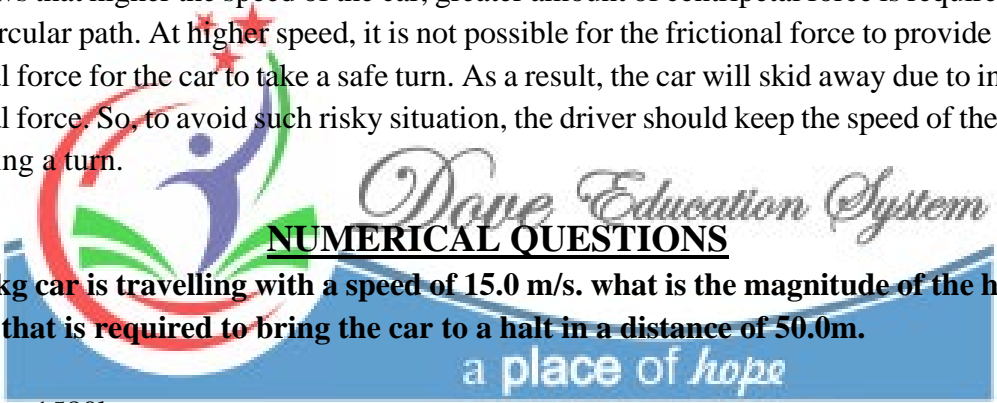 that higher the speed of the car, greater amount of centripetal force is require
rcular path. At higher speed, it is not possible for the frictional force to provide
l force for the car to take a safe turn. As a result, the car will skid away due to in
l force. So, to avoid such risky situation, the driver should keep the speed of the
ing a turn.
Dove Education System
NUMERICAL QUESTIONS
kg car is travelling with a speed of 15.0 m/s. what is the magnitude of the h
that is required to bring the car to a halt in a distance of 50.0m.
a place of hope